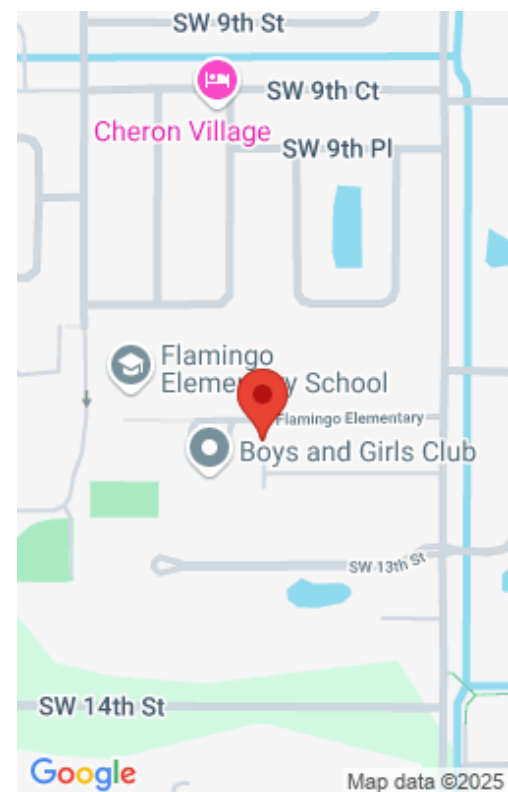 SW 9th St
SW 9th Ct
Cheron Village
SW 9th Pl
Flamingo
Elementary School
Flamingo Elementary
Boys and Girls Club
SW 13th St
SW 14th St
Google
Map data ©2025